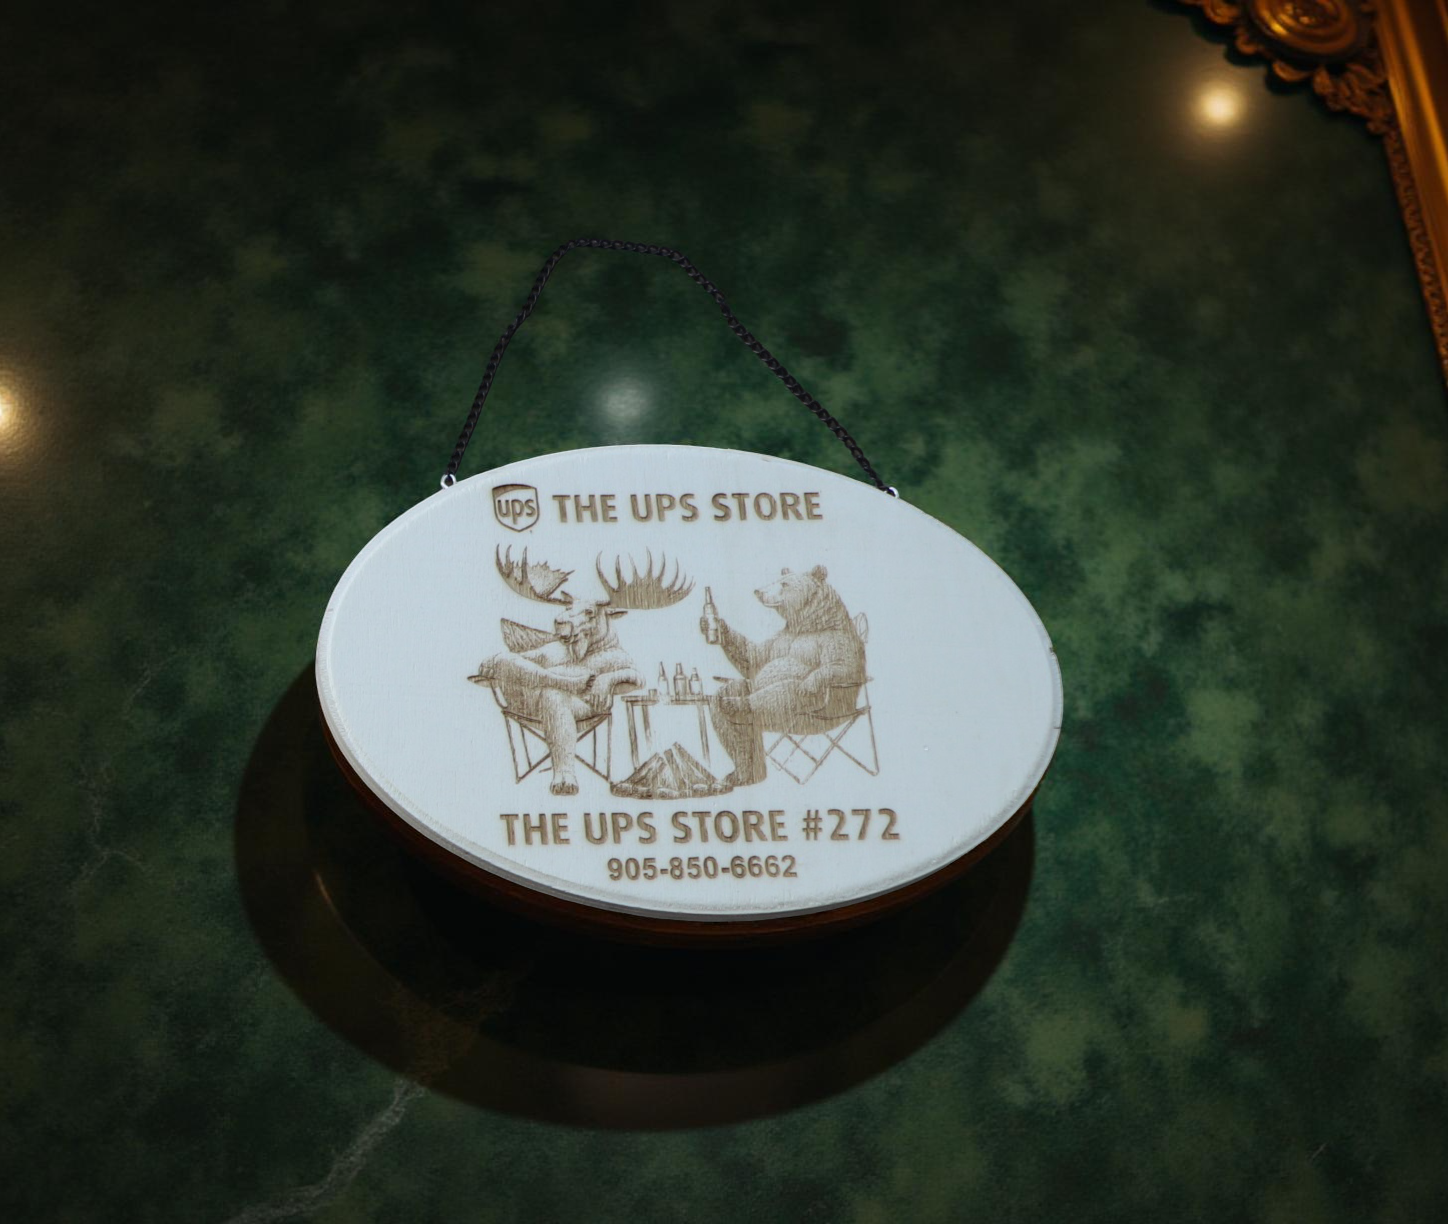 ups THE UPS STORE
THE UPS STORE #272
905-850-6662